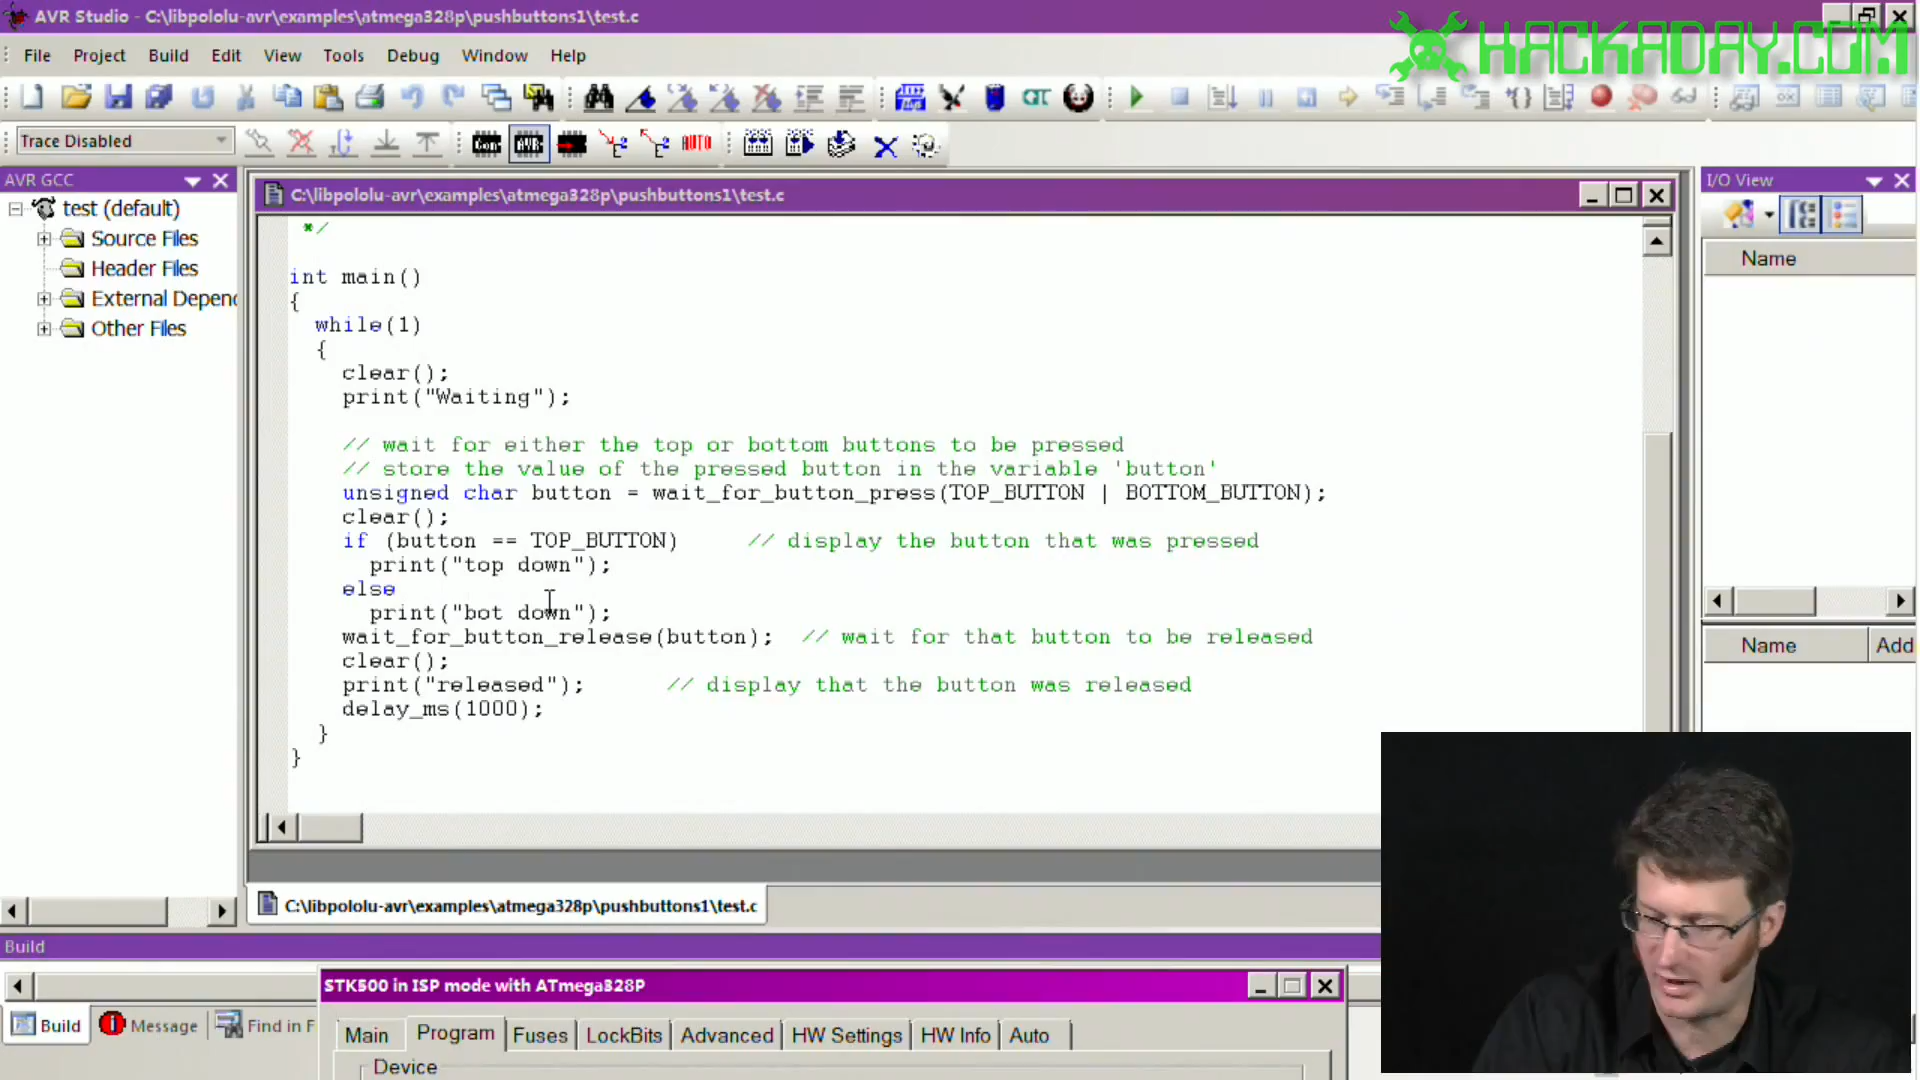 AVR Studio - C:\libpololu-avr\examples\atmega328p\pushbuttons1\test.c
HACKADAY.COM
File Project Build Edit View Tools Debug Window Help
Trace Disabled
Con AVR AUTO
AVR GCC
C:\libpololu-avr\examples\atmega328p\pushbuttons1\test.c
I/O View
test (default)
Source Files
Header Files
External Depend
Other Files
Name
Name Add
*/
int main()
{
while(1)
{
clear();
print("Waiting");
// wait for either the top or bottom buttons to be pressed
// store the value of the pressed button in the variable 'button'
unsigned char button = wait_for_button_press(TOP_BUTTON | BOTTOM_BUTTON);
clear();
if (button == TOP_BUTTON) // display the button that was pressed
print("top down");
else
print("bot down");
wait_for_button_release(button); // wait for that button to be released
clear();
print("released"); // display that the button was released
delay_ms(1000);
}
}
C:\libpololu-avr\examples\atmega328p\pushbuttons1\test.c
Build
Build Message Find in F
STK500 in ISP mode with ATmega328P
Main Program Fuses LockBits Advanced HW Settings HW Info Auto
Device